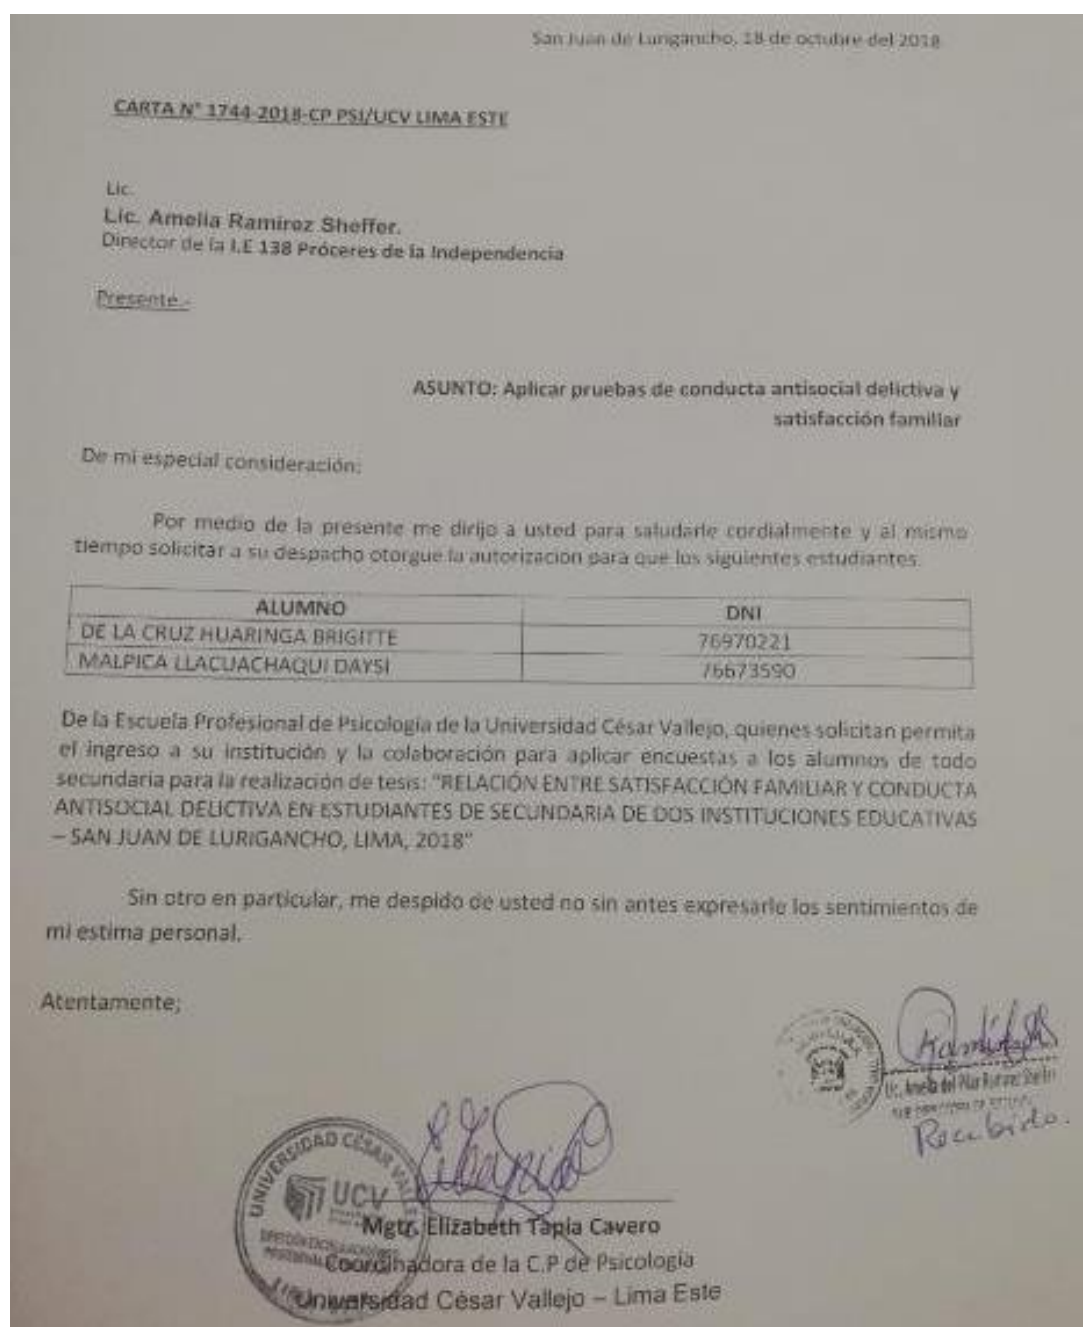 San Juan de Lurigancho, 18 de octubre del 2018
CARTA N° 1744-2018-CP PSI/UCV LIMA ESTE
Lic.
Lic. Amelia Ramirez Sheffer.
Director de la I.E 138 Próceres de la Independencia
Presente.-
ASUNTO: Aplicar pruebas de conducta antisocial delictiva y
satisfacción familiar
De mi especial consideración:
Por medio de la presente me dirijo a usted para saludarle cordialmente y al mismo
tiempo solicitar a su despacho otorgue la autorización para que los siguientes estudiantes:
ALUMNO DNI
DE LA CRUZ HUARINGA BRIGITTE 76970221
MALPICA LLACUACHAQUI DAYSI 76673590
De la Escuela Profesional de Psicología de la Universidad César Vallejo, quienes solicitan permita
el ingreso a su institución y la colaboración para aplicar encuestas a los alumnos de todo
secundaria para la realización de tesis: "RELACIÓN ENTRE SATISFACCIÓN FAMILIAR Y CONDUCTA
ANTISOCIAL DELICTIVA EN ESTUDIANTES DE SECUNDARIA DE DOS INSTITUCIONES EDUCATIVAS
– SAN JUAN DE LURIGANCHO, LIMA, 2018"
Sin otro en particular, me despido de usted no sin antes expresarle los sentimientos de
mi estima personal.
Atentamente;
Lic. Amelia del Pilar Ramirez Sheffer
Recibido.
UNIVERSIDAD CÉSAR VALLEJO
UCV
Mgtr. Elizabeth Tapia Cavero
Coordinadora de la C.P de Psicología
Universidad César Vallejo – Lima Este